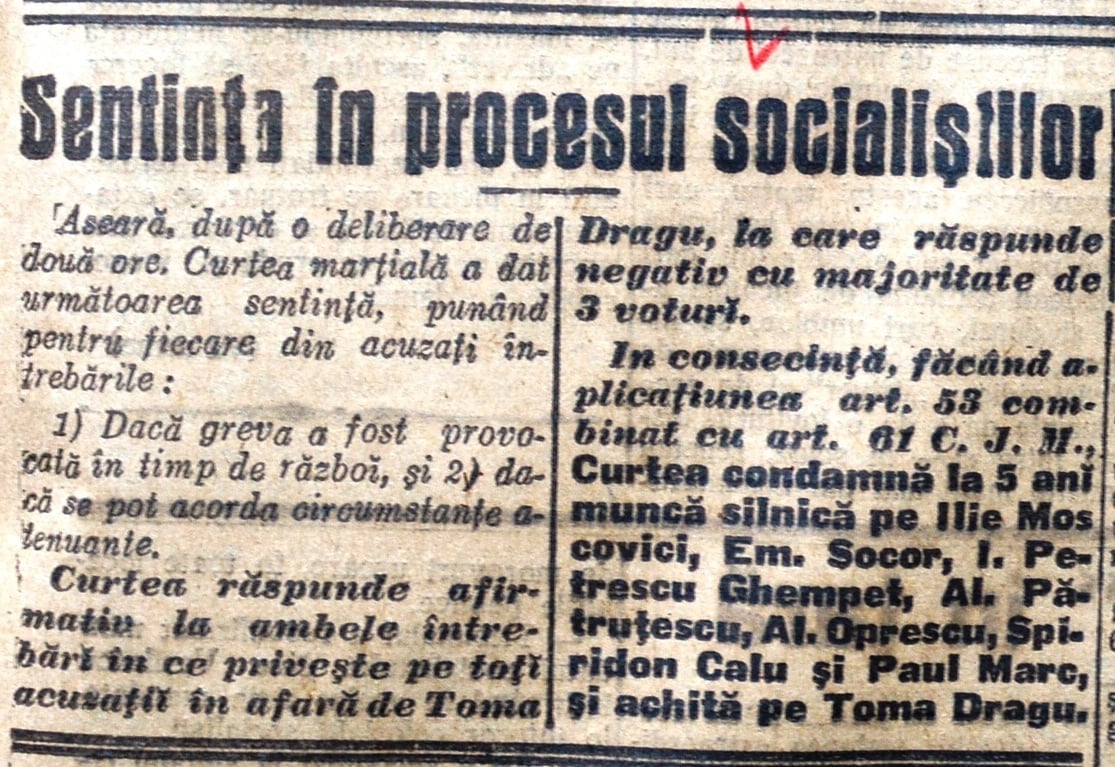 Sentința în procesul socialiștilor
Aseară, după o deliberare de
două ore. Curtea marțială a dat
următoarea sentință, punând
pentru fiecare din acuzați în-
trebările :
1) Dacă greva a fost provo-
cată în timp de război, și 2) da-
că se pot acorda circumstanțe a-
tenuante.
Curtea răspunde afir-
mativ la ambele între-
bări în ce privește pe toți
acuzații în afară de Toma
Dragu, la care răspunde
negativ cu majoritate de
3 voturi.
In consecință, făcând a-
plicațiunea art. 53 com-
binat cu art. 61 C. J. M.,
Curtea condamnă la 5 ani
muncă silnică pe Ilie Mos
covici, Em. Socor, I. Pe-
trescu Ghempet, Al. Pă-
truțescu, Al. Oprescu, Spi-
ridon Calu și Paul Marc,
și achită pe Toma Dragu.